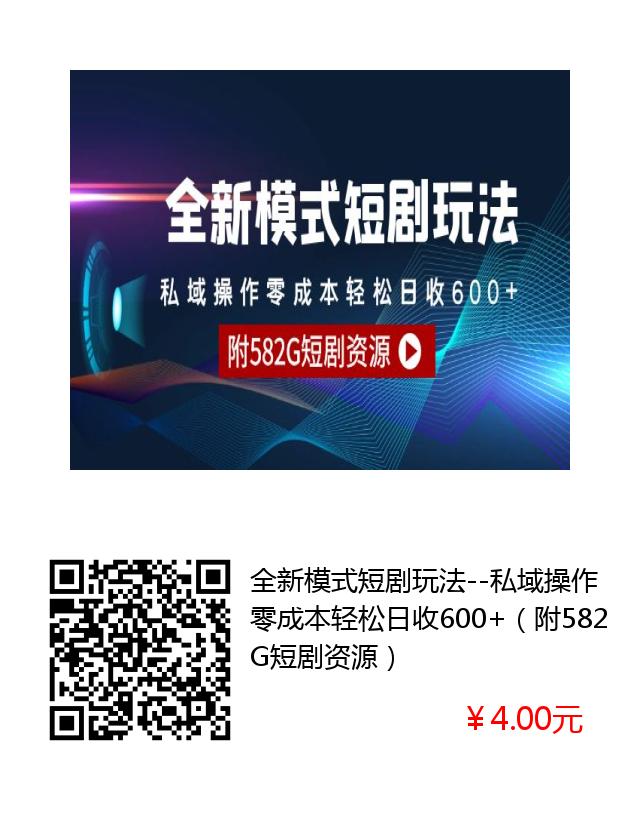 全新模式短剧玩法
私域操作零成本轻松日收600+
附582G短剧资源
全新模式短剧玩法--私域操作
零成本轻松日收600+（附582
G短剧资源）
￥4.00元